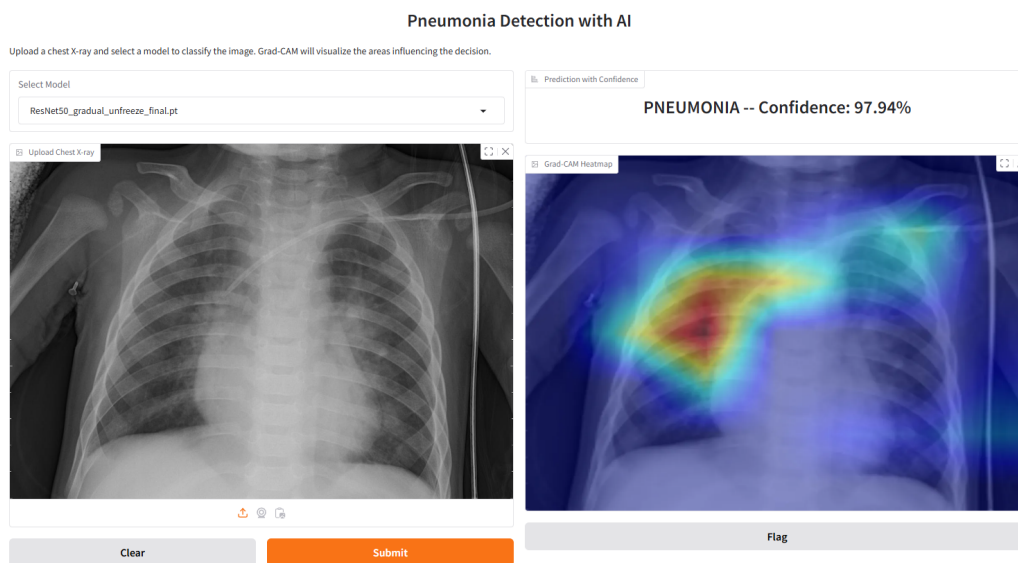 Pneumonia Detection with AI
Upload a chest X-ray and select a model to classify the image. Grad-CAM will visualize the areas influencing the decision.
Select Model
ResNet50_gradual_unfreeze_final.pt
Upload Chest X-ray
Clear
Submit
Prediction with Confidence
PNEUMONIA -- Confidence: 97.94%
Grad-CAM Heatmap
Flag